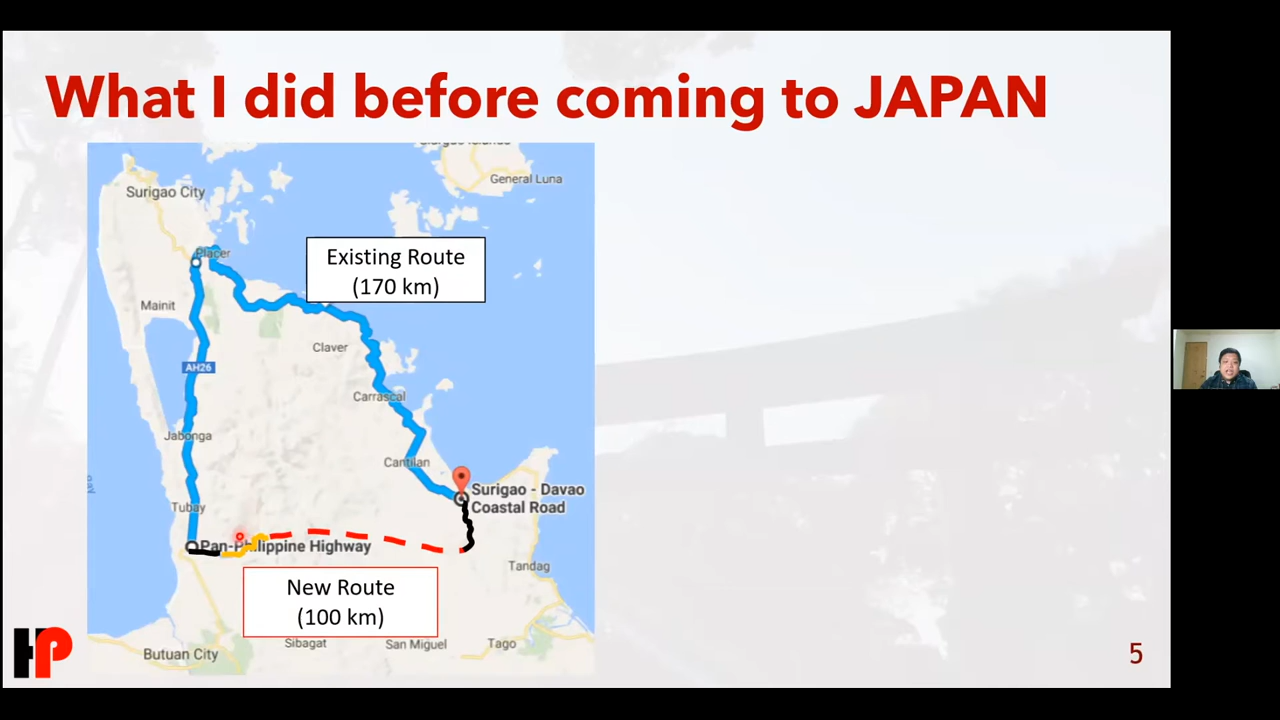 What I did before coming to JAPAN
General Luna
Surigao City
Placer
Existing Route
(170 km)
Mainit
Claver
AH26
Carrascal
Jabonga
Cantilan
Surigao - Davao
Coastal Road
Tubay
Pan-Philippine Highway
Tandag
New Route
(100 km)
Sibagat
San Miguel
Tago
Butuan City
HP
5